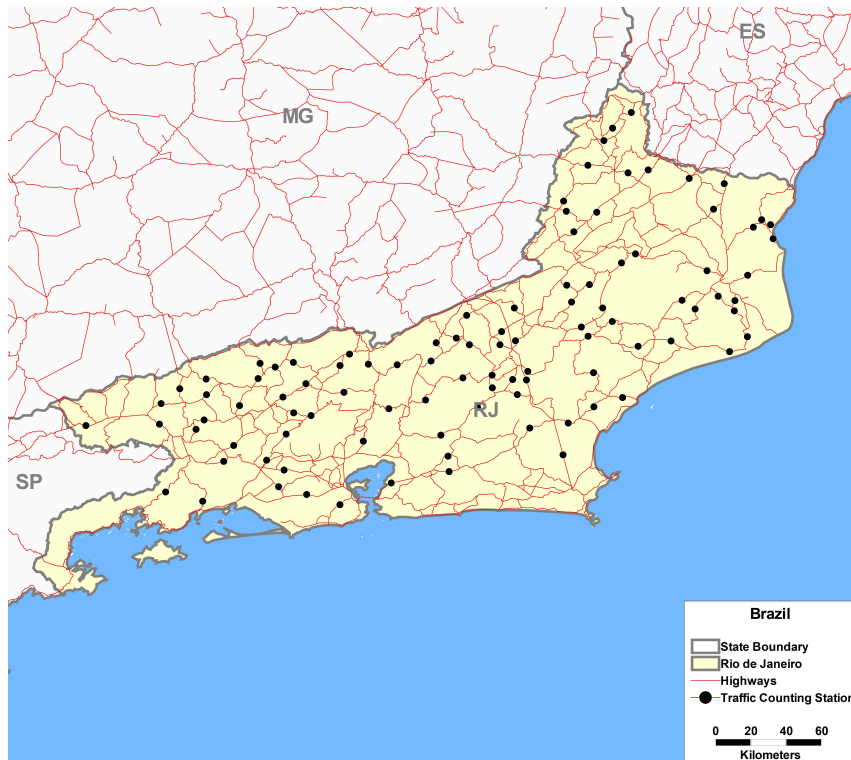 ES
MG
RJ
SP
Brazil
State Boundary
Rio de Janeiro
Highways
Traffic Counting Station
0 20 40 60
Kilometers